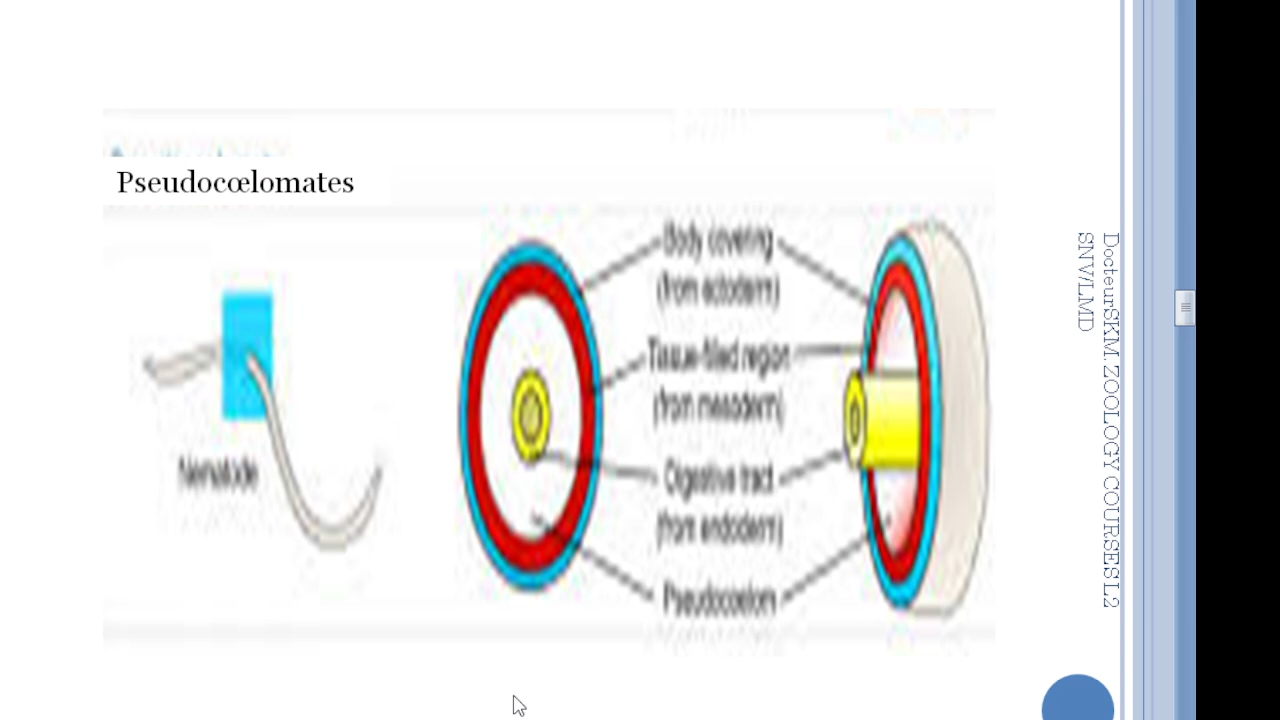 Pseudocœlomates
Body covering
(from ectoderm)
Tissue-filled region
(from mesoderm)
Nematode
Digestive tract
(from endoderm)
Pseudocoelom
DocteurSKM. ZOOLOGY COURSES L2
SNV/LMD